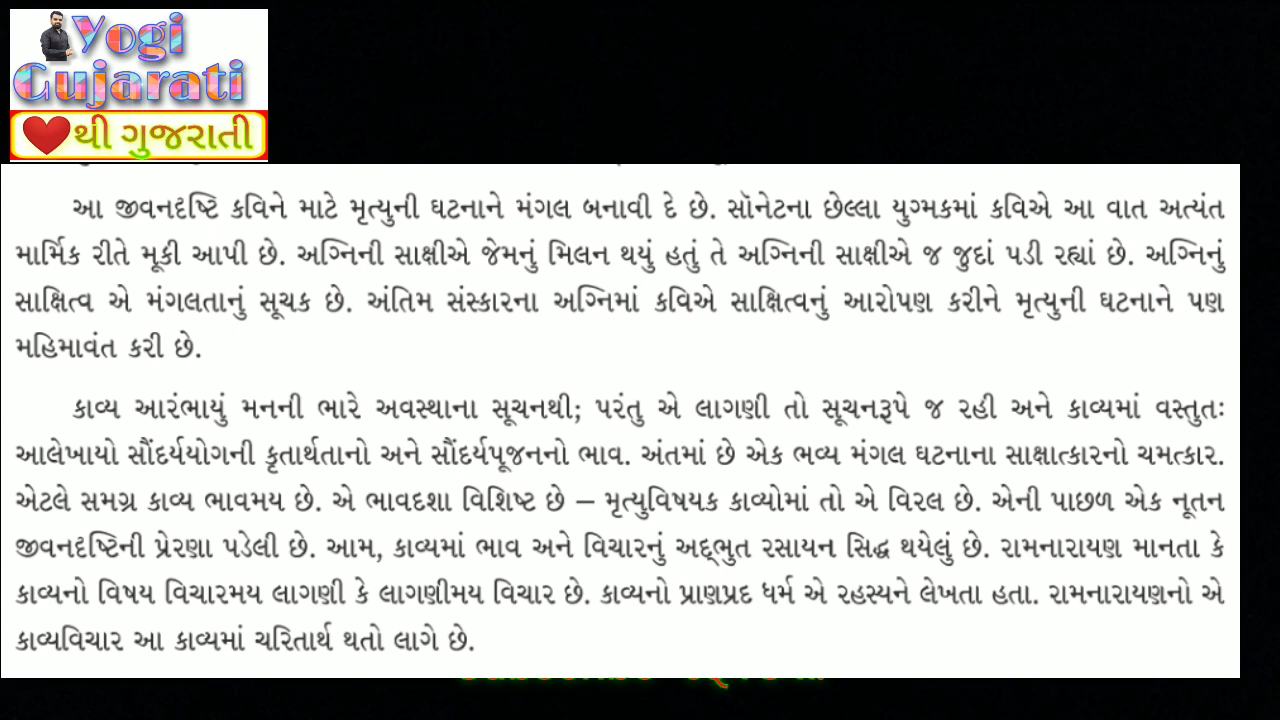 Yogi
Gujarati
થી ગુજરાતી
આ જીવનદૃષ્ટિ કવિને માટે મૃત્યુની ઘટનાને મંગલ બનાવી દે છે. સૉનેટના છેલ્લા યુગ્મકમાં કવિએ આ વાત અત્યંત
માર્મિક રીતે મૂકી આપી છે. અગ્નિની સાક્ષીએ જેમનું મિલન થયું હતું તે અગ્નિની સાક્ષીએ જ જુદાં પડી રહ્યાં છે. અગ્નિનું
સાક્ષિત્વ એ મંગલતાનું સૂચક છે. અંતિમ સંસ્કારના અગ્નિમાં કવિએ સાક્ષિત્વનું આરોપણ કરીને મૃત્યુની ઘટનાને પણ
મહિમાવંત કરી છે.
કાવ્ય આરંભાયું મનની ભારે અવસ્થાના સૂચનથી; પરંતુ એ લાગણી તો સૂચનરૂપે જ રહી અને કાવ્યમાં વસ્તુતઃ
આલેખાયો સૌંદર્યયોગની કૃતાર્થતાનો અને સૌંદર્યપૂજનનો ભાવ. અંતમાં છે એક ભવ્ય મંગલ ઘટનાના સાક્ષાત્કારનો ચમત્કાર.
એટલે સમગ્ર કાવ્ય ભાવમય છે. એ ભાવદશા વિશિષ્ટ છે – મૃત્યુવિષયક કાવ્યોમાં તો એ વિરલ છે. એની પાછળ એક નૂતન
જીવનદૃષ્ટિની પ્રેરણા પડેલી છે. આમ, કાવ્યમાં ભાવ અને વિચારનું અદ્ભુત રસાયન સિદ્ધ થયેલું છે. રામનારાયણ માનતા કે
કાવ્યનો વિષય વિચારમય લાગણી કે લાગણીમય વિચાર છે. કાવ્યનો પ્રાણપ્રદ ધર્મ એ રહસ્યને લેખતા હતા. રામનારાયણનો એ
કાવ્યવિચાર આ કાવ્યમાં ચરિતાર્થ થતો લાગે છે.